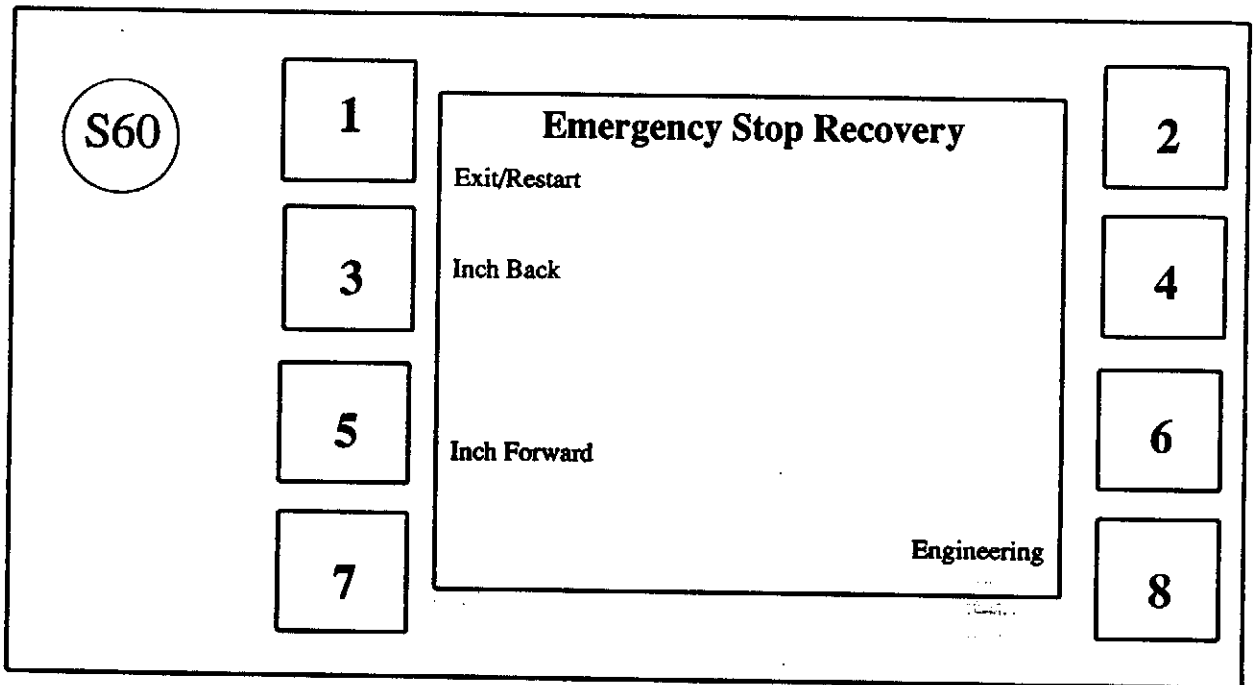 S60
1
2
Emergency Stop Recovery
Exit/Restart
3
Inch Back
4
5
Inch Forward
6
7
Engineering
8